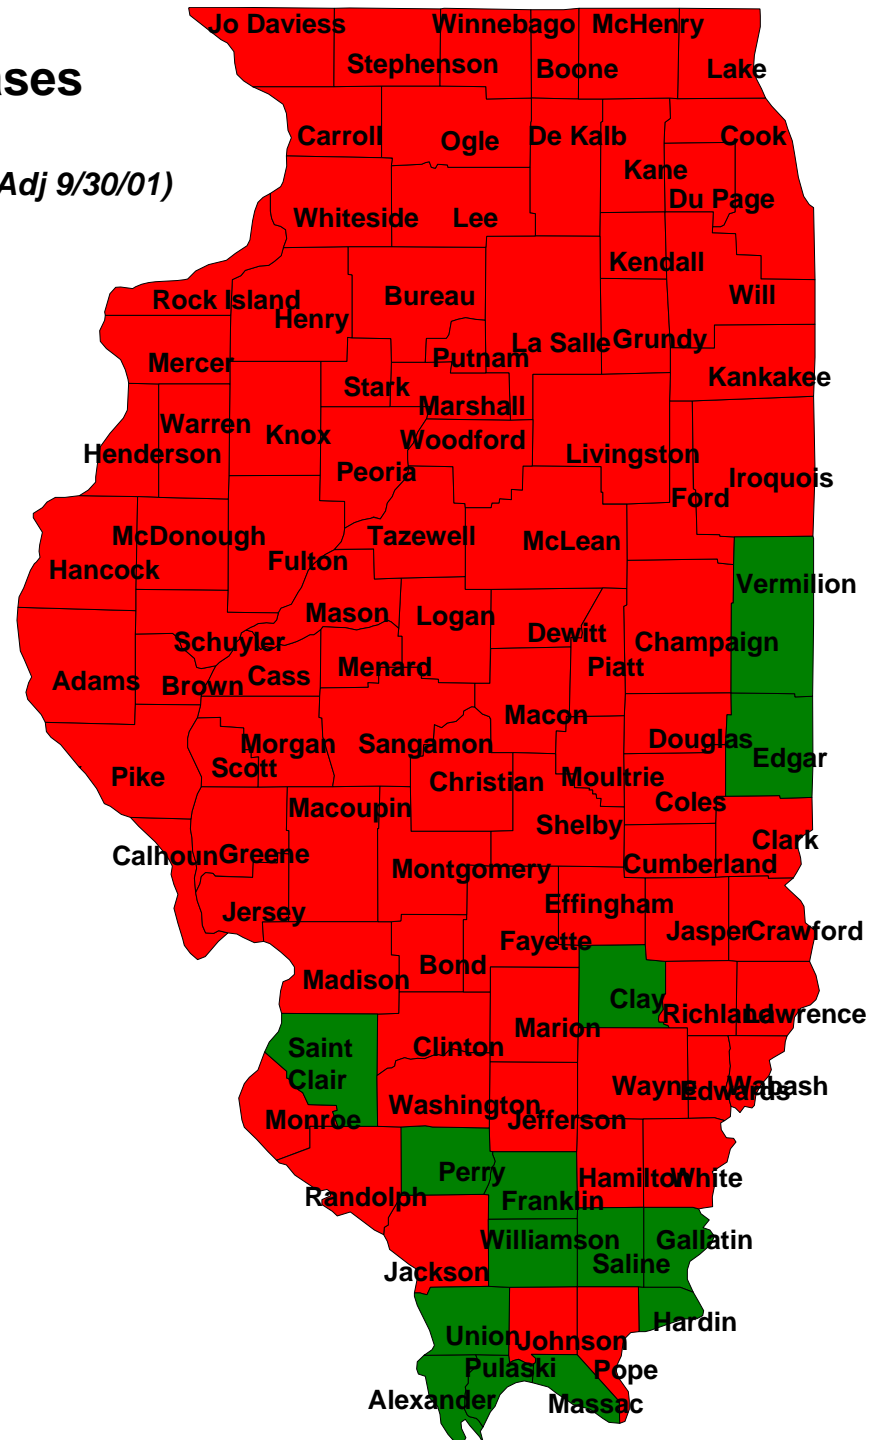 Jo Daviess Winnebago McHenry
Stephenson Boone Lake
ases
Carroll Ogle De Kalb Cook
Kane
Adj 9/30/01) Du Page
Whiteside Lee
Kendall
Rock Island Bureau Will
Henry
La Salle Grundy
Mercer Putnam
Stark Kankakee
Marshall
Warren Knox Woodford
Henderson Livingston
Peoria Iroquois
Ford
McDonough Tazewell McLean
Hancock Fulton
Vermilion
Mason Logan
Dewitt
Schuyler Champaign
Menard Piatt
Adams Brown Cass
Macon
Morgan Sangamon Douglas
Scott Edgar
Pike Christian Moultrie
Macoupin Coles
Shelby
Clark
Calhoun Greene Cumberland
Montgomery
Jersey Effingham
Fayette Jasper Crawford
Madison Bond
Clay
Richland Lawrence
Marion
Saint Clinton
Clair Wayne Edwards Wabash
Washington
Monroe Jefferson
Perry Hamilton White
Randolph Franklin
Williamson Gallatin
Saline
Jackson
Hardin
Union Johnson
Pulaski Pope
Alexander Massac